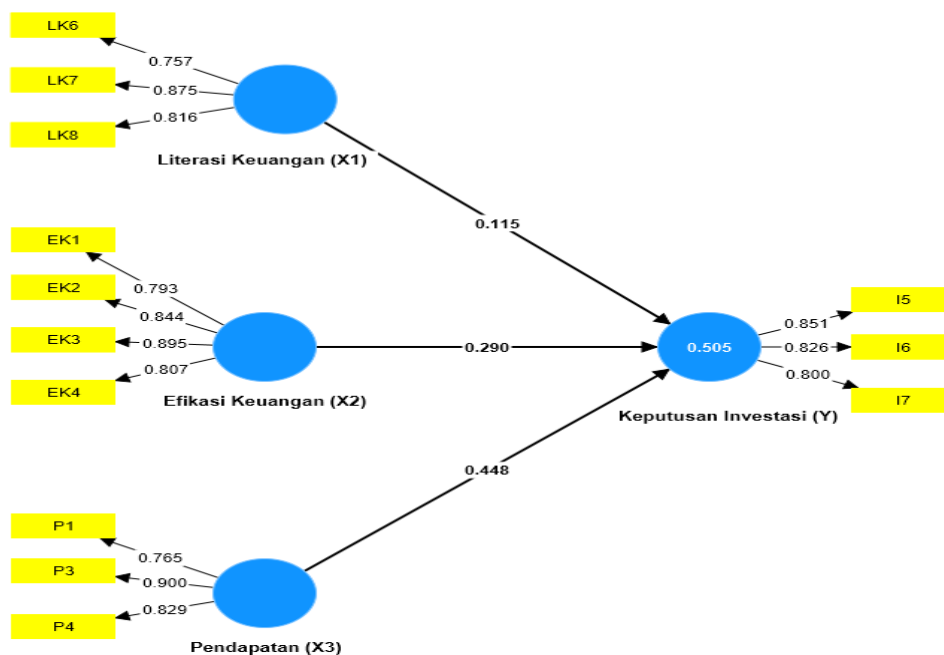 LK6
0.757
LK7
0.875
LK8
0.816
Literasi Keuangan (X1)
0.115
EK1
0.793
EK2
0.844
EK3
0.895
EK4
0.807
Efikasi Keuangan (X2)
0.290
0.505
I5
0.851
I6
0.826
I7
0.800
Keputusan Investasi (Y)
0.448
P1
0.765
P3
0.900
P4
0.829
Pendapatan (X3)